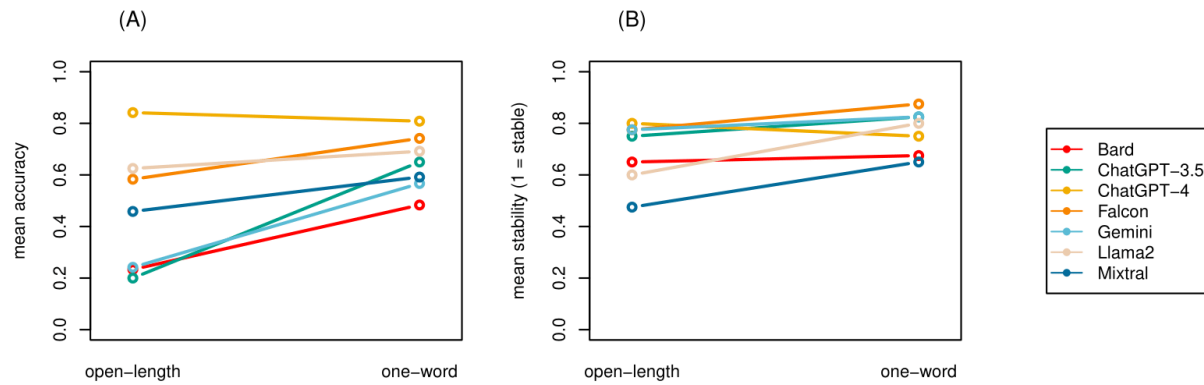 (A)
(B)
mean accuracy
1.0
0.8
0.6
0.4
0.2
0.0
open−length
one−word
mean stability (1 = stable)
1.0
0.8
0.6
0.4
0.2
0.0
open−length
one−word
Bard
ChatGPT−3.5
ChatGPT−4
Falcon
Gemini
Llama2
Mixtral